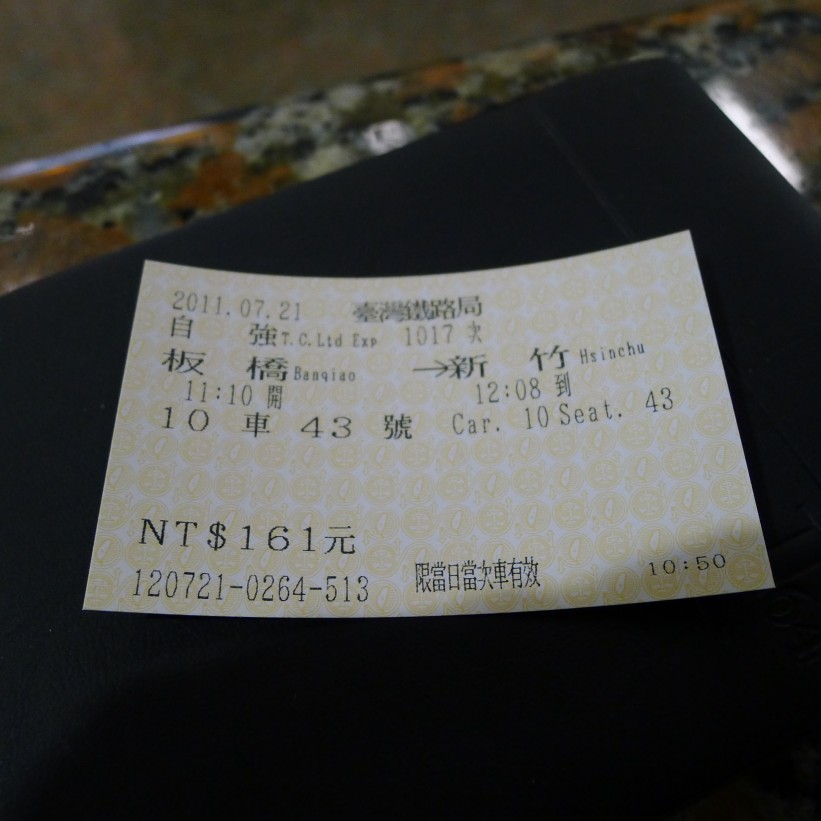 2011.07.21 臺灣鐵路局
自 強 T.C.Ltd Exp 1017 次
板 橋 Banqiao →新 竹 Hsinchu
11:10 開 12:08 到
10 車 43 號 Car. 10 Seat. 43
NT$161元
120721-0264-513 限當日當次車有效 10:50